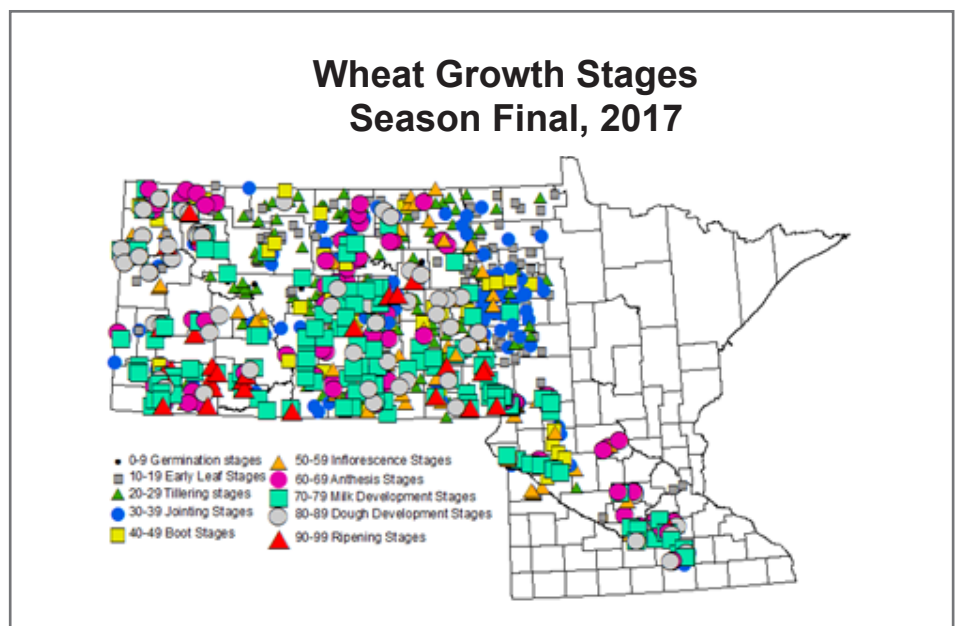 Wheat Growth Stages
Season Final, 2017
0-9 Germination stages
10-19 Early Leaf Stages
20-29 Tillering stages
30-39 Jointing Stages
40-49 Boot Stages
50-59 Inflorescence Stages
60-69 Anthesis Stages
70-79 Milk Development Stages
80-89 Dough Development Stages
90-99 Ripening Stages